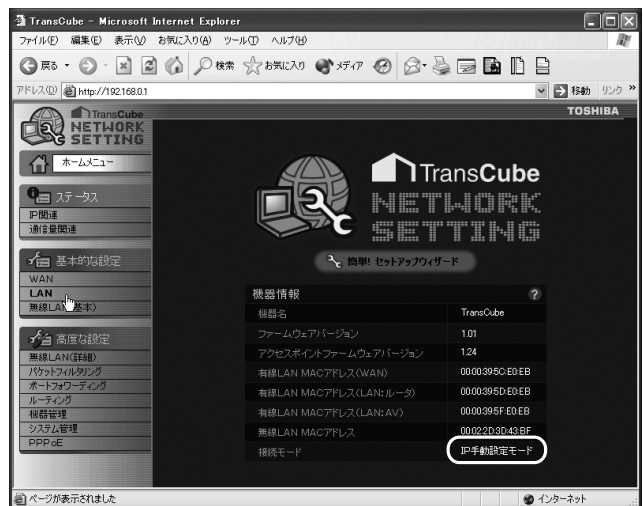 TransCube - Microsoft Internet Explorer
ファイル(F) 編集(E) 表示(V) お気に入り(A) ツール(T) ヘルプ(H)
戻る 検索 お気に入り メディア
アドレス(D) http://192.168.0.1 移動 リンク »
TransCube
NETWORK
SETTING
TOSHIBA
ホームメニュー
ステータス
IP関連
通信量関連
基本的な設定
WAN
LAN
無線LAN(基本)
高度な設定
無線LAN(詳細)
パケットフィルタリング
ポートフォワーディング
ルーティング
機器管理
システム管理
PPPoE
TransCube
NETWORK
SETTING
簡単! セットアップウィザード
機器情報 ?
機器名 TransCube
ファームウェアバージョン 1.01
アクセスポイントファームウェアバージョン 1.24
有線LAN MACアドレス(WAN) 00:00:39:5C:E0:EB
有線LAN MACアドレス(LAN:ルータ) 00:00:39:5D:E0:EB
有線LAN MACアドレス(LAN:AV) 00:00:39:5F:E0:EB
無線LAN MACアドレス 00:02:2D:3D:43:BF
接続モード IP手動設定モード
ページが表示されました インターネット